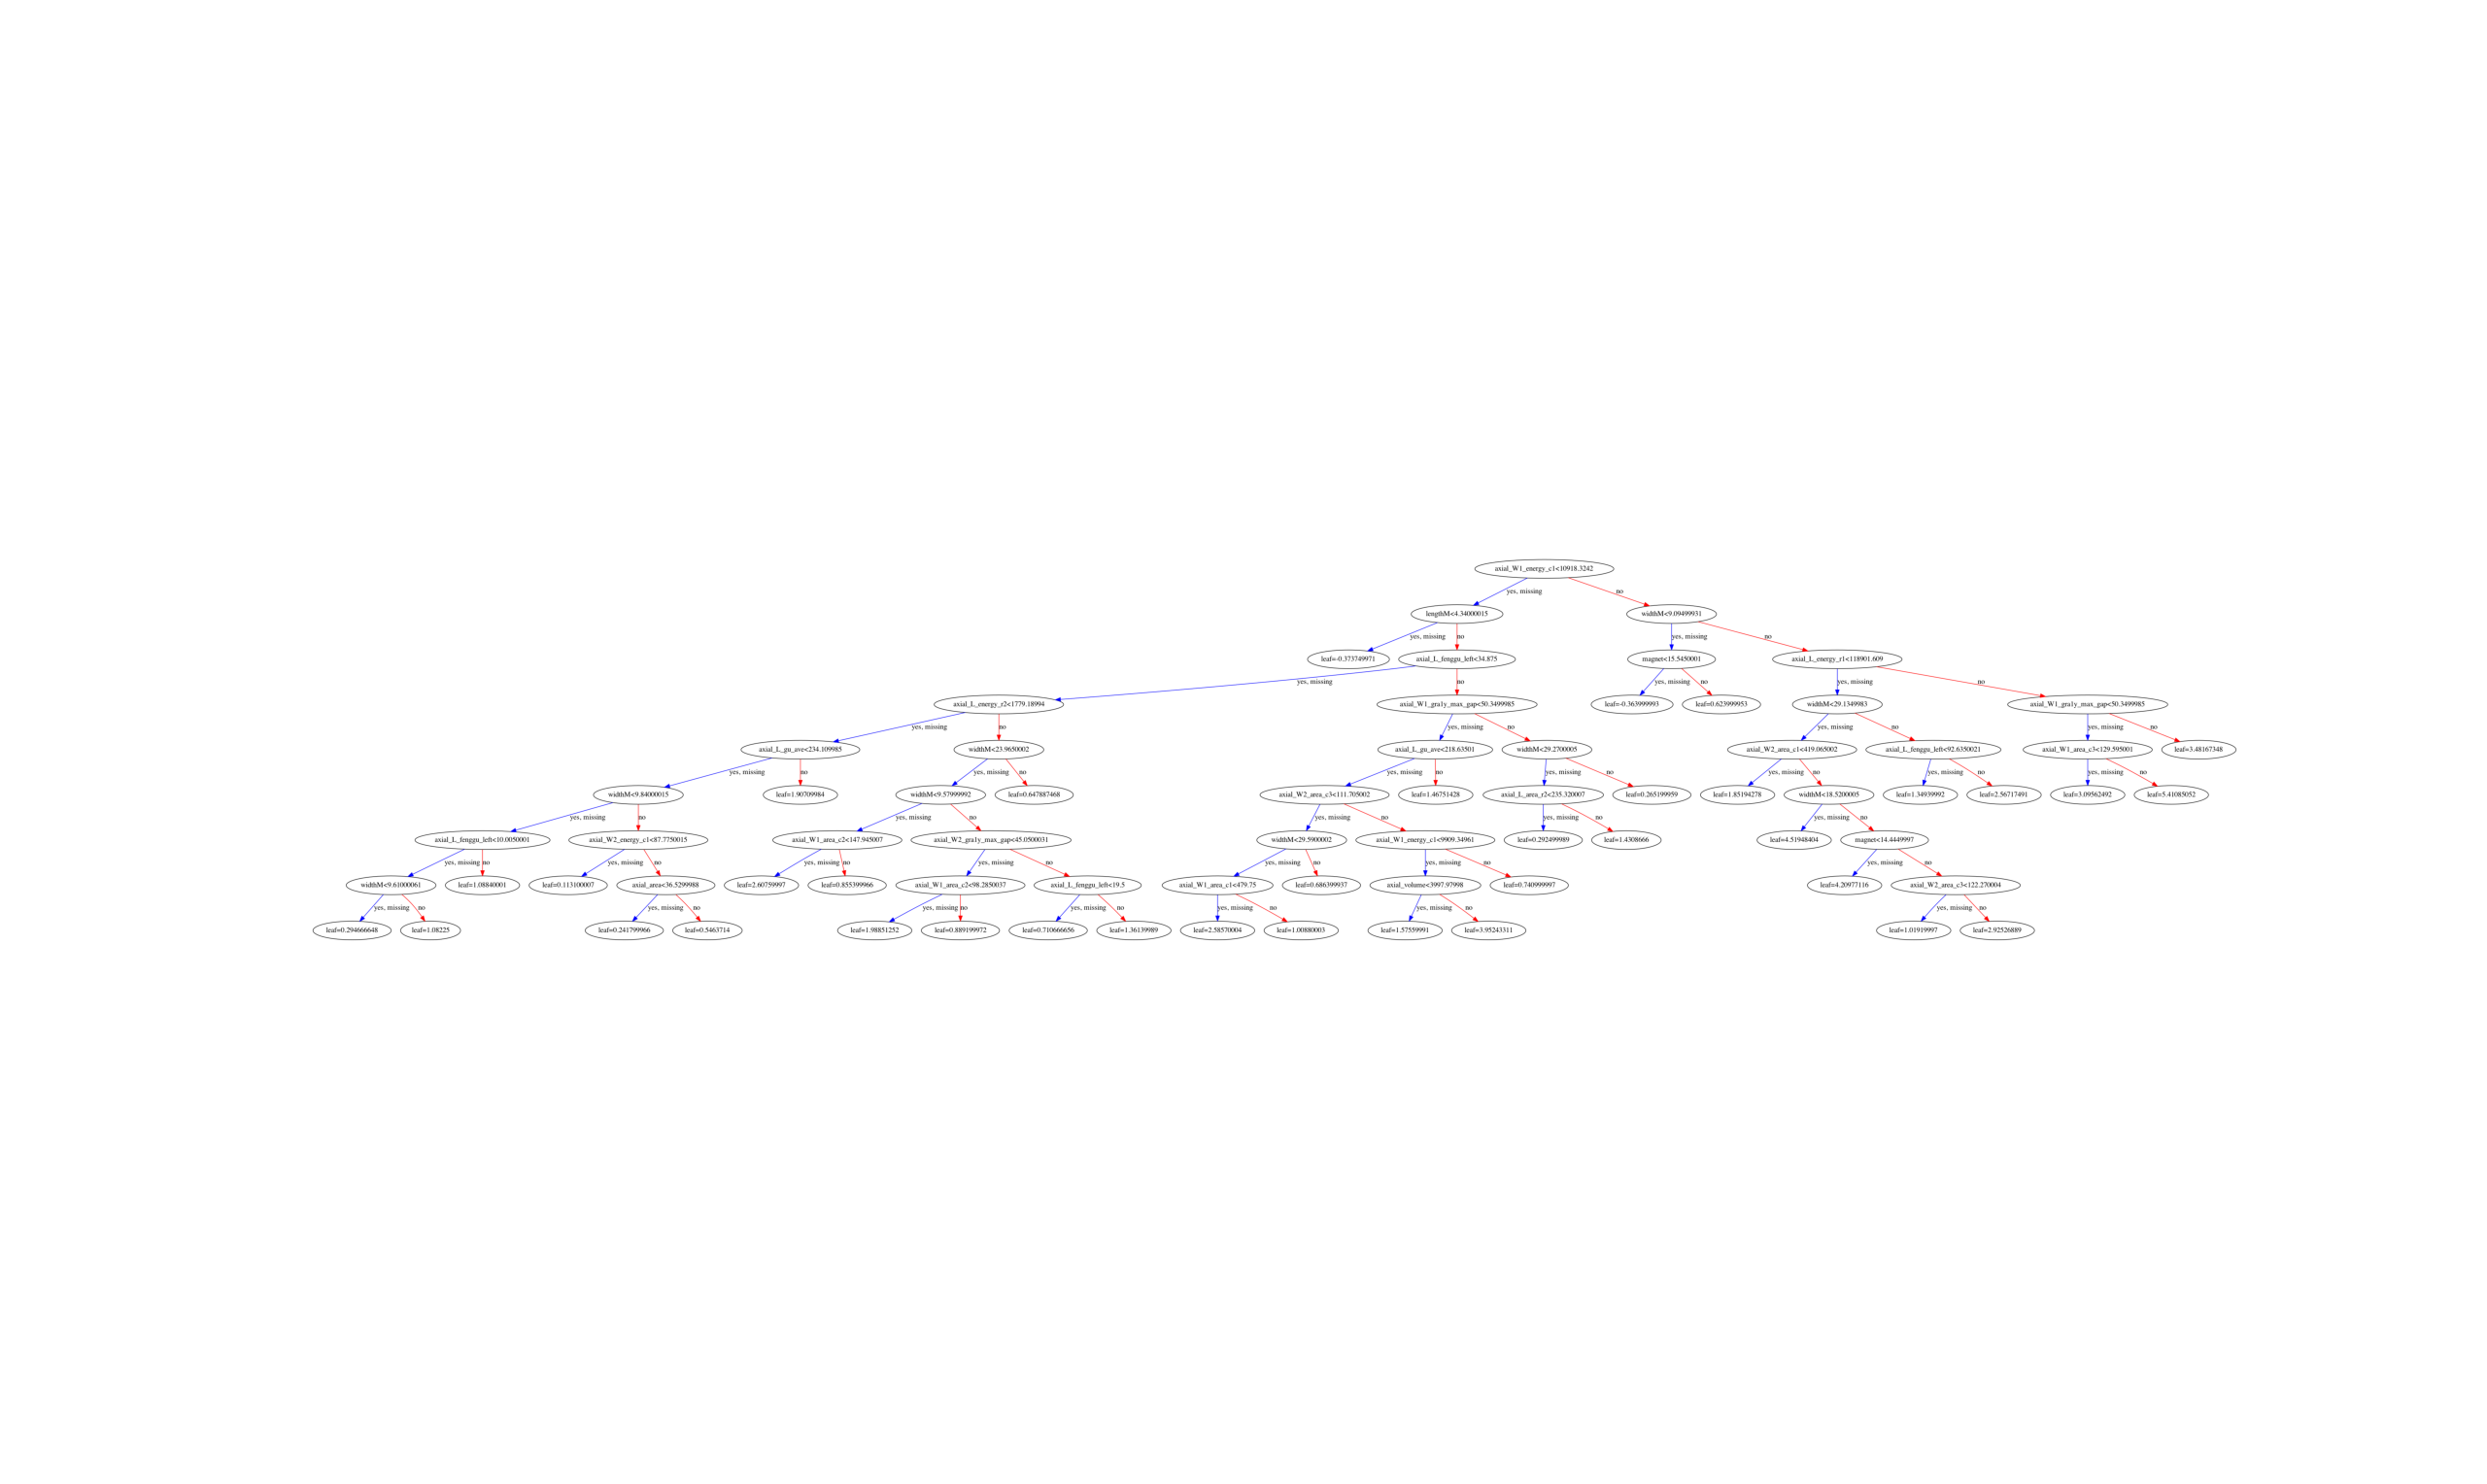 axial_W1_energy_c1<10918.3242
yes, missing
no
lengthM<4.34000015
widthM<9.09499931
yes, missing
no
yes, missing
no
leaf=-0.373749971
axial_L_fenggu_left<34.875
magnet<15.5450001
axial_L_energy_r1<118901.609
yes, missing
no
yes, missing
no
yes, missing
no
axial_L_energy_r2<1779.18994
axial_W1_gra1y_max_gap<50.3499985
leaf=-0.363999993
leaf=0.623999953
widthM<29.1349983
axial_W1_gra1y_max_gap<50.3499985
yes, missing
no
yes, missing
no
yes, missing
no
yes, missing
no
axial_L_gu_ave<234.109985
widthM<23.9650002
axial_L_gu_ave<218.63501
widthM<29.2700005
axial_W2_area_c1<419.065002
axial_L_fenggu_left<92.6350021
axial_W1_area_c3<129.595001
leaf=3.48167348
yes, missing
no
yes, missing
no
yes, missing
no
yes, missing
no
yes, missing
no
yes, missing
no
yes, missing
no
widthM<9.84000015
leaf=1.90709984
widthM<9.57999992
leaf=0.647887468
axial_W2_area_c3<111.705002
leaf=1.46751428
axial_L_area_r2<235.320007
leaf=0.265199959
leaf=1.85194278
widthM<18.5200005
leaf=1.34939992
leaf=2.56717491
leaf=3.09562492
leaf=5.41085052
yes, missing
no
yes, missing
no
yes, missing
no
yes, missing
no
yes, missing
no
axial_L_fenggu_left<10.0050001
axial_W2_energy_c1<87.7750015
axial_W1_area_c2<147.945007
axial_W2_gra1y_max_gap<45.0500031
widthM<29.5900002
axial_W1_energy_c1<9909.34961
leaf=0.292499989
leaf=1.4308666
leaf=4.51948404
magnet<14.4449997
yes, missing
no
yes, missing
no
yes, missing
no
yes, missing
no
yes, missing
no
yes, missing
no
yes, missing
no
widthM<9.61000061
leaf=1.08840001
leaf=0.113100007
axial_area<36.5299988
leaf=2.60759997
leaf=0.855399966
axial_W1_area_c2<98.2850037
axial_L_fenggu_left<19.5
axial_W1_area_c1<479.75
leaf=0.686399937
axial_volume<3997.97998
leaf=0.740999997
leaf=4.20977116
axial_W2_area_c3<122.270004
yes, missing
no
yes, missing
no
yes, missing
no
yes, missing
no
yes, missing
no
yes, missing
no
yes, missing
no
leaf=0.294666648
leaf=1.08225
leaf=0.241799966
leaf=0.5463714
leaf=1.98851252
leaf=0.889199972
leaf=0.710666656
leaf=1.36139989
leaf=2.58570004
leaf=1.00880003
leaf=1.57559991
leaf=3.95243311
leaf=1.01919997
leaf=2.92526889